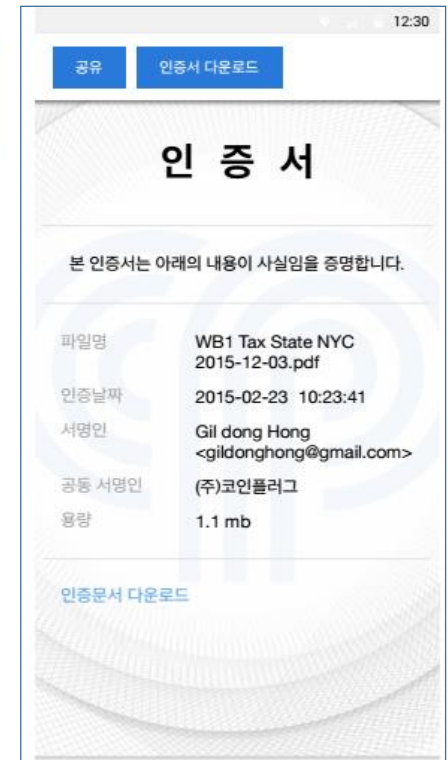 12:30
공유 인증서 다운로드
인 증 서
본 인증서는 아래의 내용이 사실임을 증명합니다.
파일명 WB1 Tax State NYC
2015-12-03.pdf
인증날짜 2015-02-23 10:23:41
서명인 Gil dong Hong
<gildonghong@gmail.com>
공동 서명인 (주)코인플러그
용량 1.1 mb
인증문서 다운로드